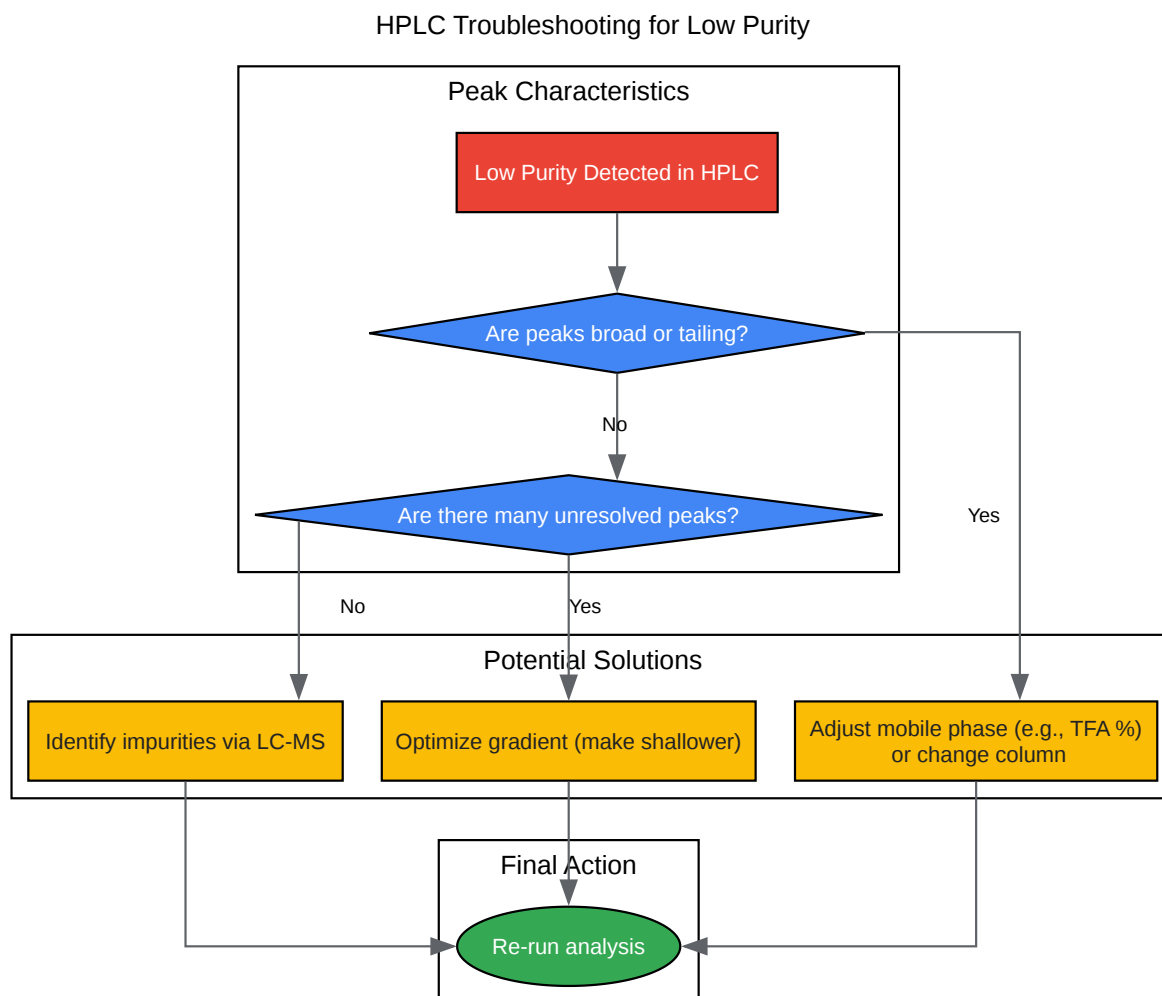 HPLC Troubleshooting for Low Purity
Peak Characteristics
Low Purity Detected in HPLC
Are peaks broad or tailing?
No
Are there many unresolved peaks?
Yes
No
Yes
Potential Solutions
Identify impurities via LC-MS
Optimize gradient (make shallower)
Adjust mobile phase (e.g., TFA %)
or change column
Final Action
Re-run analysis